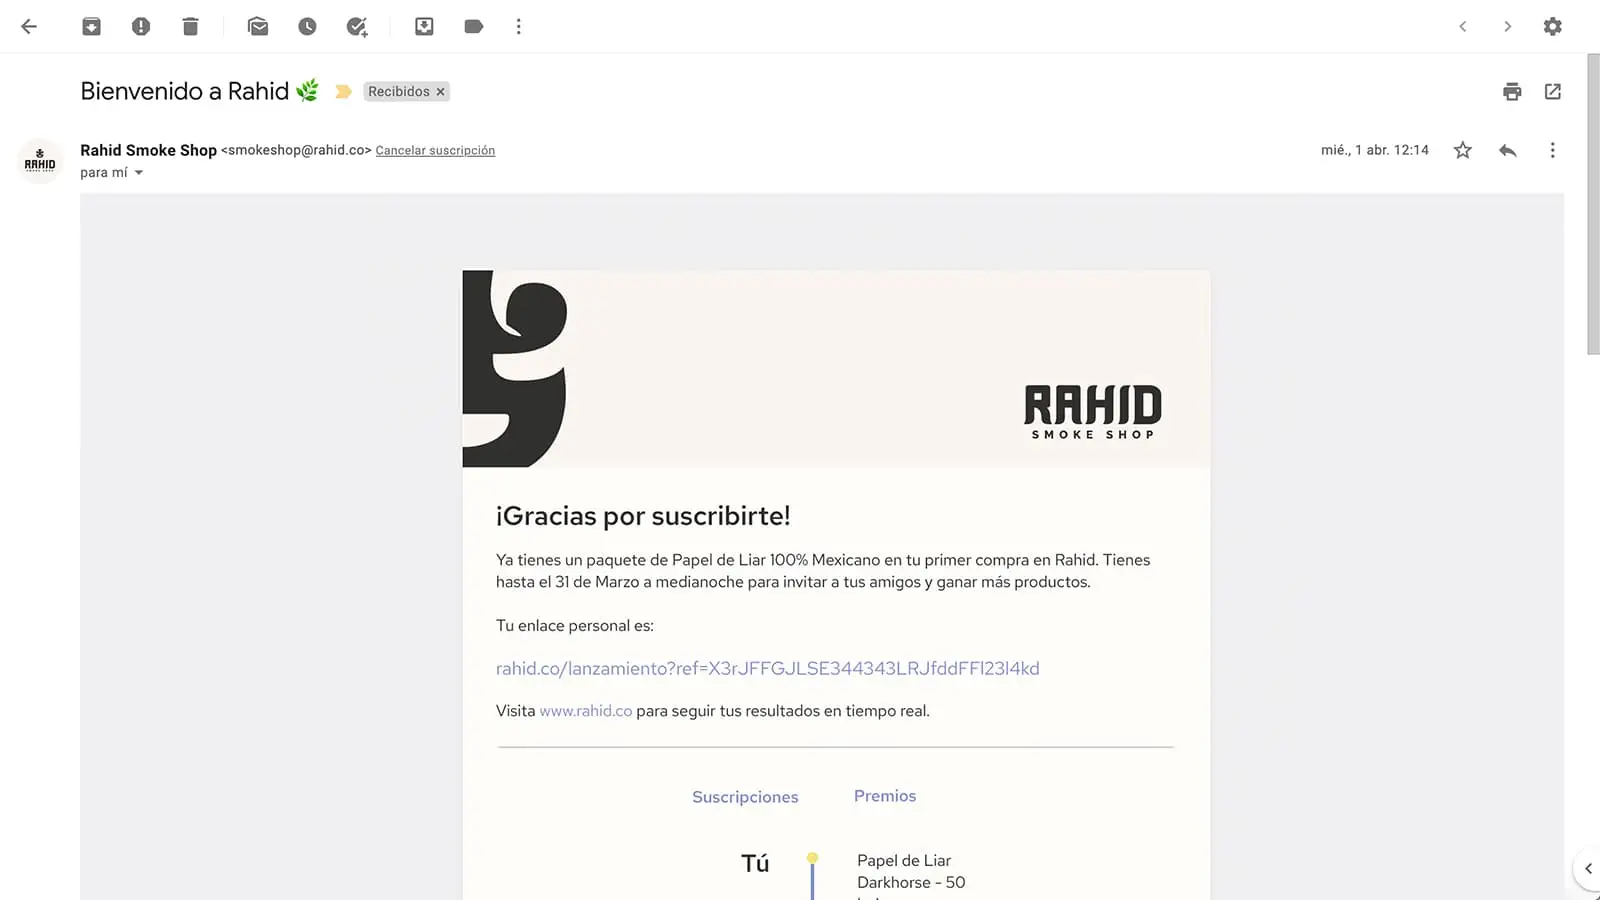 Bienvenido a Rahid
Recibidos ×
RAHID
Rahid Smoke Shop <smokeshop@rahid.co> Cancelar suscripción
mié., 1 abr. 12:14
para mí
RAHID
SMOKE SHOP
¡Gracias por suscribirte!
Ya tienes un paquete de Papel de Liar 100% Mexicano en tu primer compra en Rahid. Tienes
hasta el 31 de Marzo a medianoche para invitar a tus amigos y ganar más productos.
Tu enlace personal es:
rahid.co/lanzamiento?ref=X3rJFFGJLSE344343LRJfddFFl23l4kd
Visita www.rahid.co para seguir tus resultados en tiempo real.
Suscripciones Premios
Tú
Papel de Liar
Darkhorse - 50